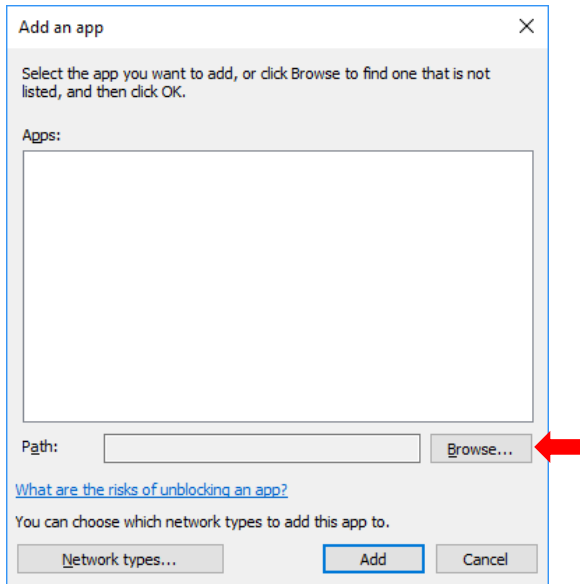 Add an app
Select the app you want to add, or click Browse to find one that is not
listed, and then click OK.
Apps:
Path:
Browse...
What are the risks of unblocking an app?
You can choose which network types to add this app to.
Network types...
Add
Cancel